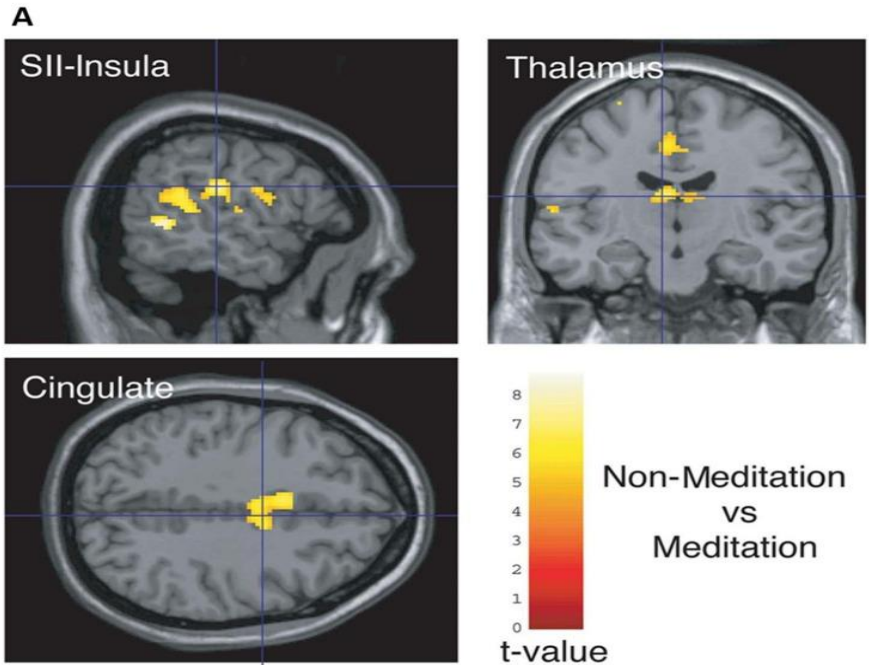 A
SII-Insula
Thalamus
Cingulate
8
7
6
5
4
3
2
1
0
t-value
Non-Meditation
vs
Meditation